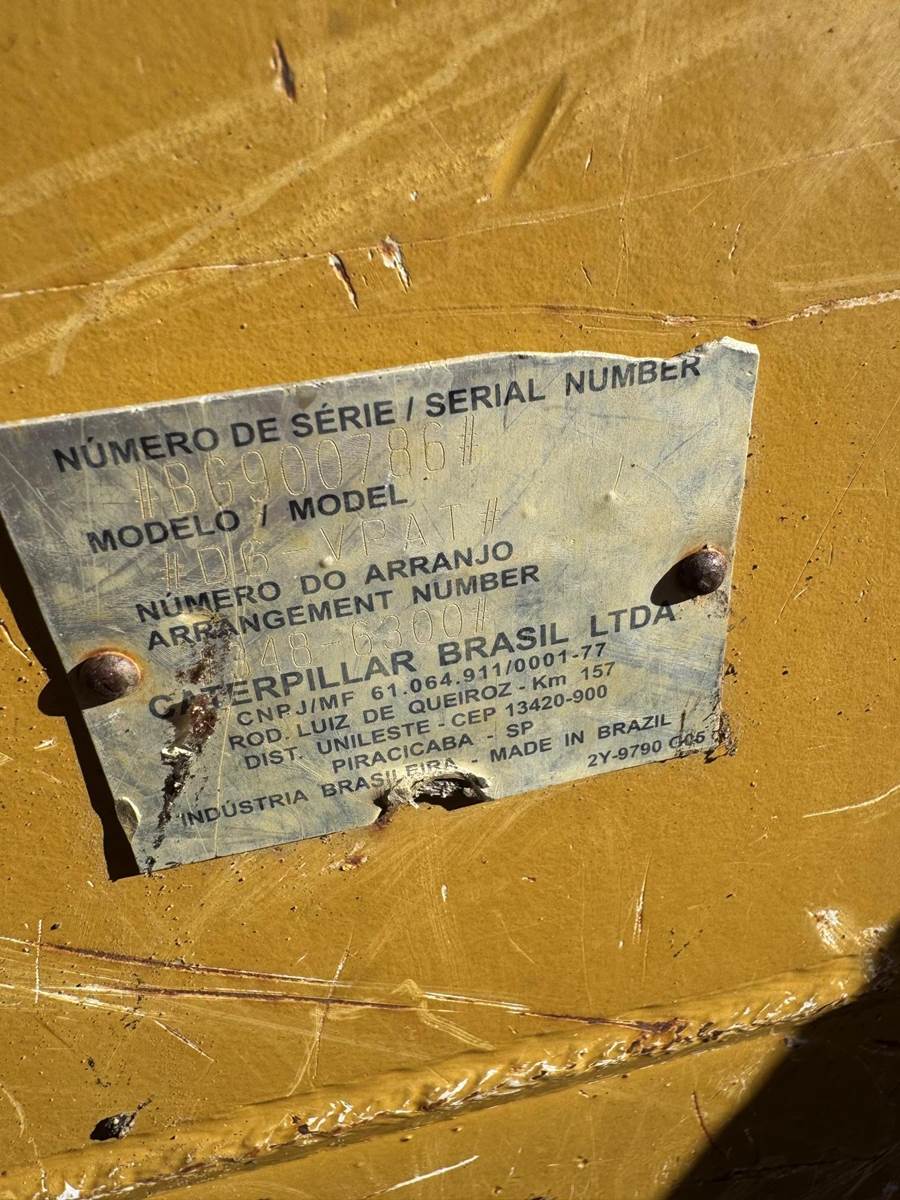 NÚMERO DE SÉRIE / SERIAL NUMBER
#BG900786#
MODELO / MODEL
#D6-VPAT#
NÚMERO DO ARRANJO
ARRANGEMENT NUMBER
348-6300#
CATERPILLAR BRASIL LTDA
CNPJ/MF 61.064.911/0001-77
ROD. LUIZ DE QUEIROZ - Km 157
DIST. UNILESTE - CEP 13420-900
PIRACICABA - SP
INDÚSTRIA BRASILEIRA - MADE IN BRAZIL
2Y-9790